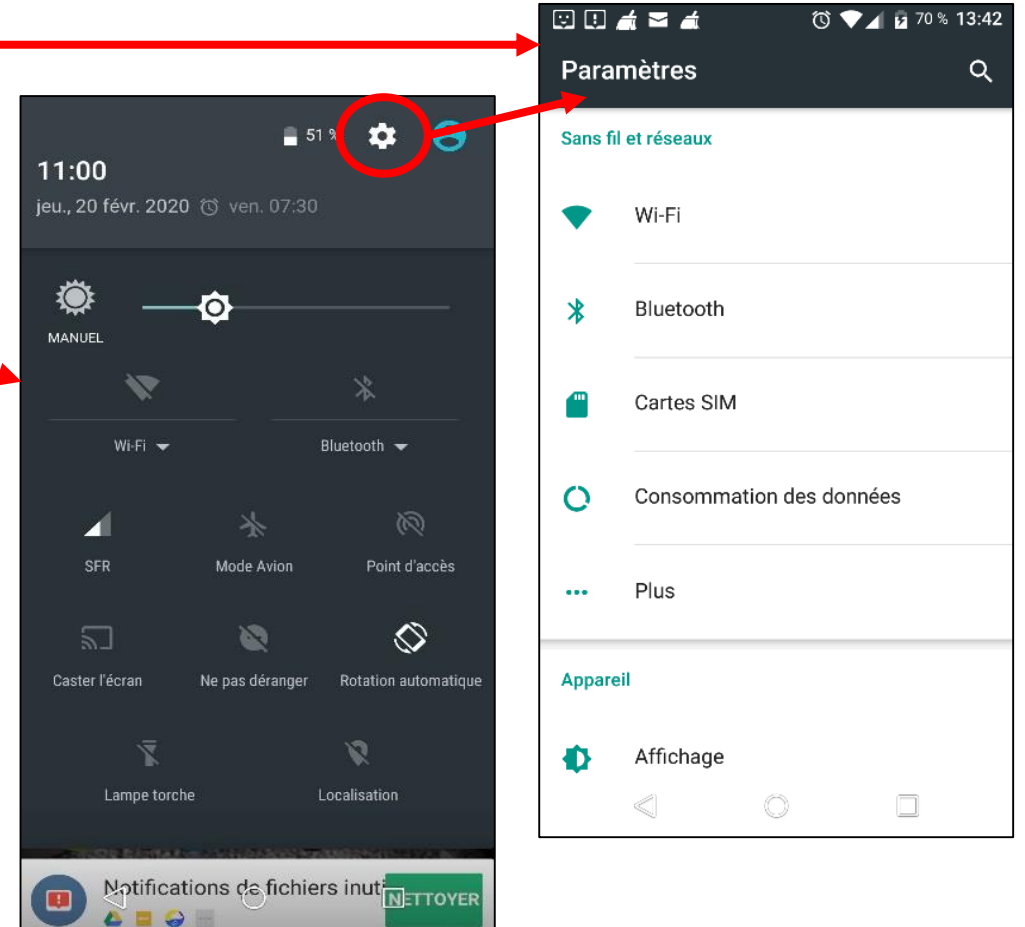 51 %
11:00
jeu., 20 févr. 2020 ven. 07:30
MANUEL
Wi-Fi Bluetooth
SFR Mode Avion Point d'accès
Caster l'écran Ne pas déranger Rotation automatique
Lampe torche Localisation
Notifications de fichiers inuti
NETTOYER
70 % 13:42
Paramètres
Sans fil et réseaux
Wi-Fi
Bluetooth
Cartes SIM
Consommation des données
Plus
Appareil
Affichage